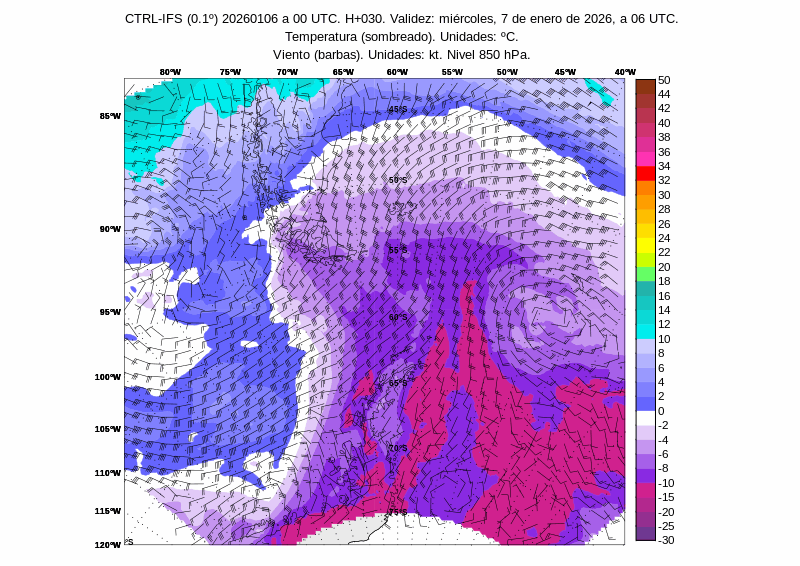 CTRL-IFS (0.1º) 20260106 a 00 UTC. H+030. Validez: miércoles, 7 de enero de 2026, a 06 UTC.
Temperatura (sombreado). Unidades: ºC.
Viento (barbas). Unidades: kt. Nivel 850 hPa.
80°W 75°W 70°W 65°W 60°W 55°W 50°W 45°W 40°W
85°W
90°W
95°W
100°W
105°W
110°W
115°W
120°W
45°S
50°S
55°S
60°S
65°S
70°S
75°S
°S
50
44
42
40
38
36
34
32
30
28
26
24
22
20
18
16
14
12
10
8
6
4
2
0
-2
-4
-6
-8
-10
-15
-20
-25
-30